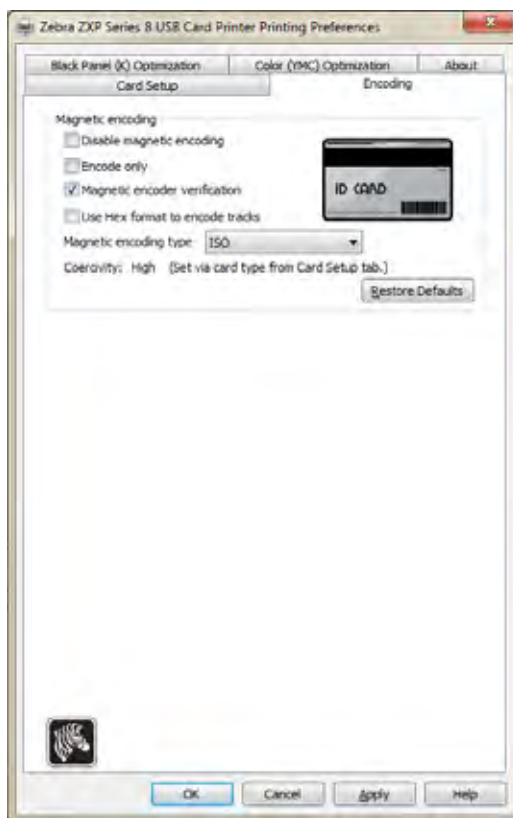 Zebra ZXP Series 8 USB Card Printer Printing Preferences
Black Panel (K) Optimization Color (YMC) Optimization About
Card Setup Encoding
Magnetic encoding
Disable magnetic encoding
Encode only
Magnetic encoder verification
ID CARD
Use Hex format to encode tracks
Magnetic encoding type ISO
Coercivity: High (Set via card type from Card Setup tab.)
Restore Defaults
OK Cancel Apply Help